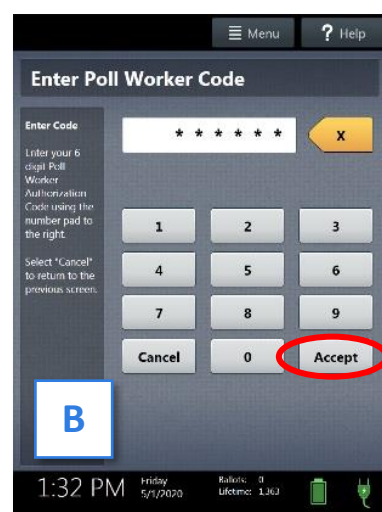 Menu
? Help
Enter Poll Worker Code
Enter Code
Enter your 6
digit Poll
Worker
Authorization
Code using the
number pad to
the right.
Select "Cancel"
to return to the
previous screen.
* * * * * *
X
1 2 3
4 5 6
7 8 9
Cancel 0 Accept
B
1:32 PM
Friday
5/1/2020
Ballots: 0
Lifetime: 1,363